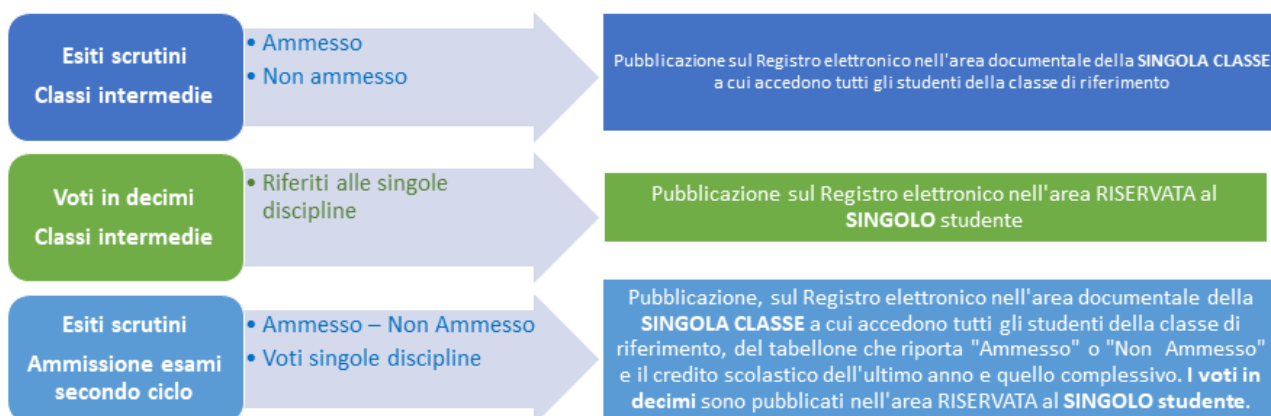 Esiti scrutini
Classi intermedie
• Ammesso
• Non ammesso
Pubblicazione sul Registro elettronico nell'area documentale della SINGOLA CLASSE
a cui accedono tutti gli studenti della classe di riferimento
Voti in decimi
Classi intermedie
• Riferiti alle singole
discipline
Pubblicazione sul Registro elettronico nell'area RISERVATA al
SINGOLO studente
Esiti scrutini
Ammissione esami
secondo ciclo
• Ammesso – Non Ammesso
• Voti singole discipline
Pubblicazione, sul Registro elettronico nell'area documentale della
SINGOLA CLASSE a cui accedono tutti gli studenti della classe di
riferimento, del tabellone che riporta "Ammesso" o "Non Ammesso"
e il credito scolastico dell'ultimo anno e quello complessivo. I voti in
decimi sono pubblicati nell'area RISERVATA al SINGOLO studente.